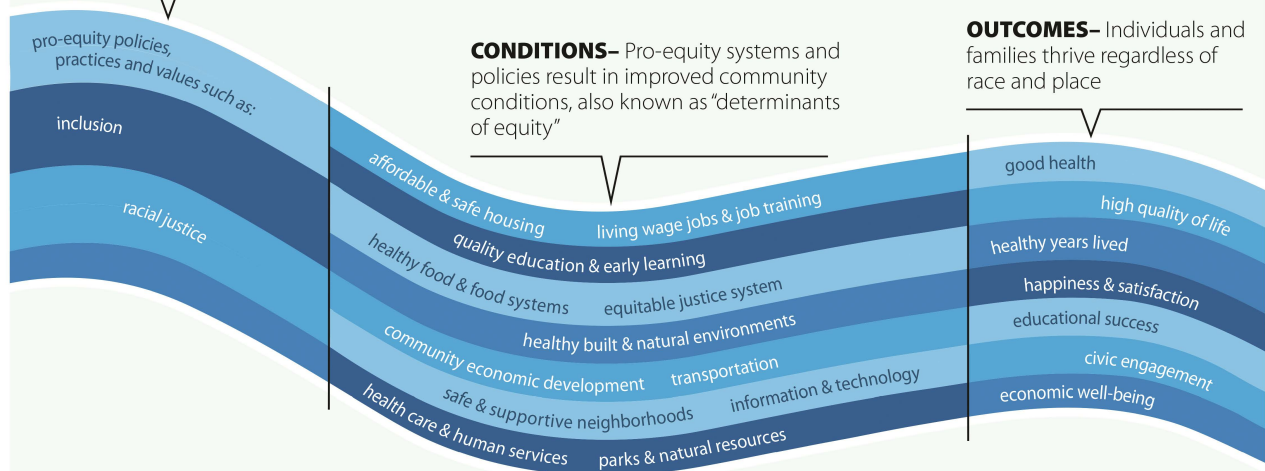 pro-equity policies,
practices and values such as:
inclusion
racial justice
CONDITIONS– Pro-equity systems and
policies result in improved community
conditions, also known as “determinants
of equity”
affordable & safe housing
living wage jobs & job training
quality education & early learning
healthy food & food systems
equitable justice system
healthy built & natural environments
community economic development
transportation
safe & supportive neighborhoods
information & technology
health care & human services
parks & natural resources
OUTCOMES– Individuals and
families thrive regardless of
race and place
good health
high quality of life
healthy years lived
happiness & satisfaction
educational success
civic engagement
economic well-being